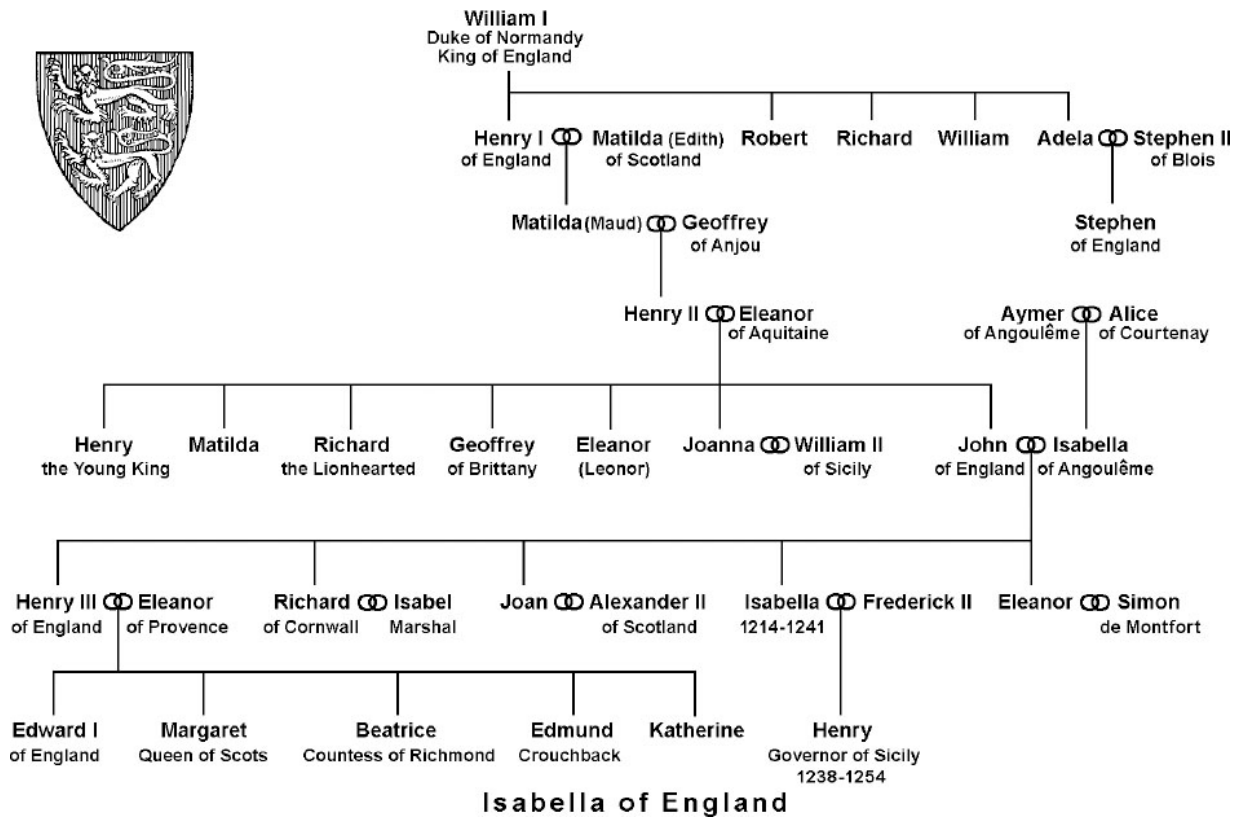 William I
Duke of Normandy
King of England
Henry I Matilda (Edith) Robert Richard William Adela Stephen II
of England of Scotland of Blois
Matilda (Maud) Geoffrey Stephen
of Anjou of England
Henry II Eleanor Aymer Alice
of Aquitaine of Angoulême of Courtenay
Henry Matilda Richard Geoffrey Eleanor Joanna William II John Isabella
the Young King the Lionhearted of Brittany (Leonor) of Sicily of England of Angoulême
Henry III Eleanor Richard Isabel Joan Alexander II Isabella Frederick II Eleanor Simon
of England of Provence of Cornwall Marshal of Scotland 1214-1241 de Montfort
Edward I Margaret Beatrice Edmund Katherine Henry
of England Queen of Scots Countess of Richmond Crouchback Governor of Sicily
1238-1254
Isabella of England